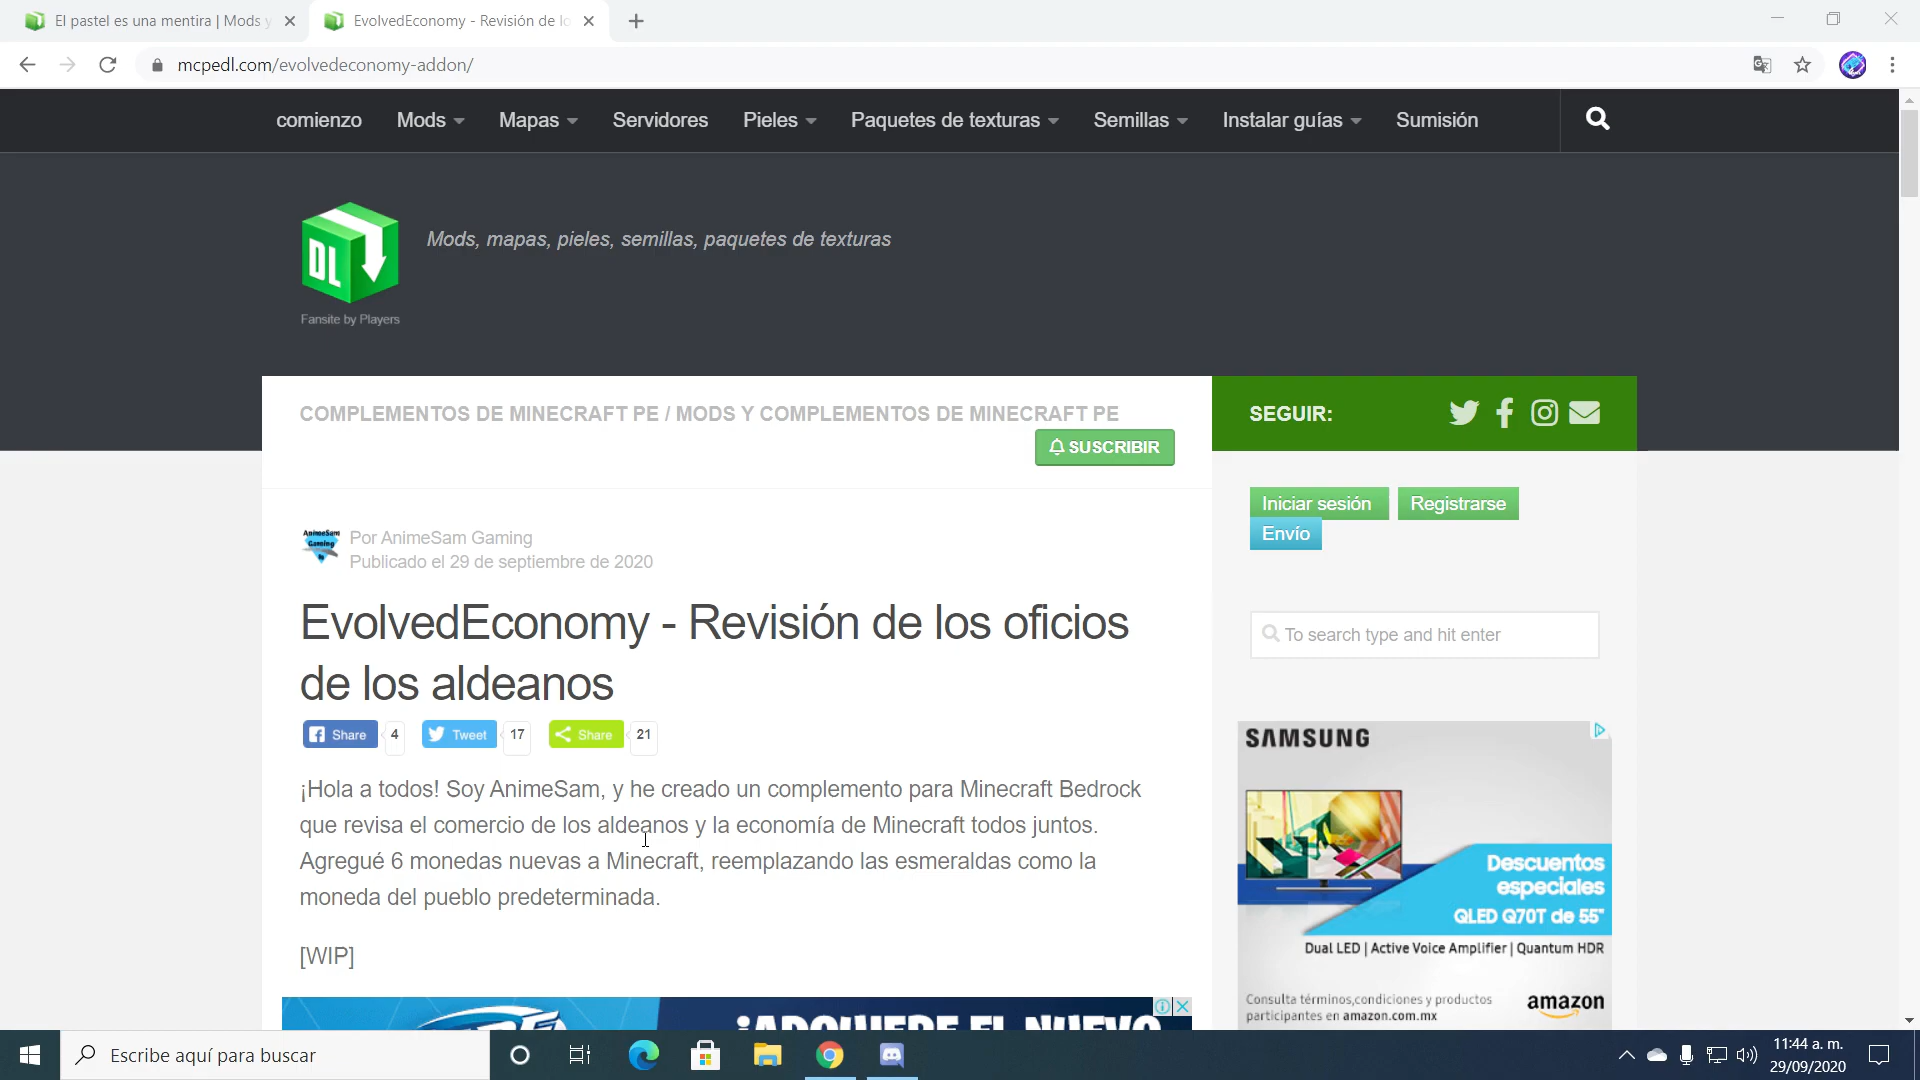 El pastel es una mentira | Mods y
EvolvedEconomy - Revisión de lo
mcpedl.com/evolvedeconomy-addon/
comienzo Mods Mapas Servidores Pieles Paquetes de texturas Semillas Instalar guías Sumisión
DL
Mods, mapas, pieles, semillas, paquetes de texturas
Fansite by Players
COMPLEMENTOS DE MINECRAFT PE / MODS Y COMPLEMENTOS DE MINECRAFT PE
SUSCRIBIR
SEGUIR:
Iniciar sesión Registrarse
Envío
AnimeSam
Gaming
Por AnimeSam Gaming
Publicado el 29 de septiembre de 2020
EvolvedEconomy - Revisión de los oficios
de los aldeanos
To search type and hit enter
Share 4 Tweet 17 Share 21
¡Hola a todos! Soy AnimeSam, y he creado un complemento para Minecraft Bedrock
que revisa el comercio de los aldeanos y la economía de Minecraft todos juntos.
Agregué 6 monedas nuevas a Minecraft, reemplazando las esmeraldas como la
moneda del pueblo predeterminada.
[WIP]
SAMSUNG
Descuentos
especiales
QLED Q70T de 55"
Dual LED | Active Voice Amplifier | Quantum HDR
Consulta términos,condiciones y productos
participantes en amazon.com.mx
amazon
¡ADQUIERE EL NUEVO
Escribe aquí para buscar
11:44 a. m.
29/09/2020